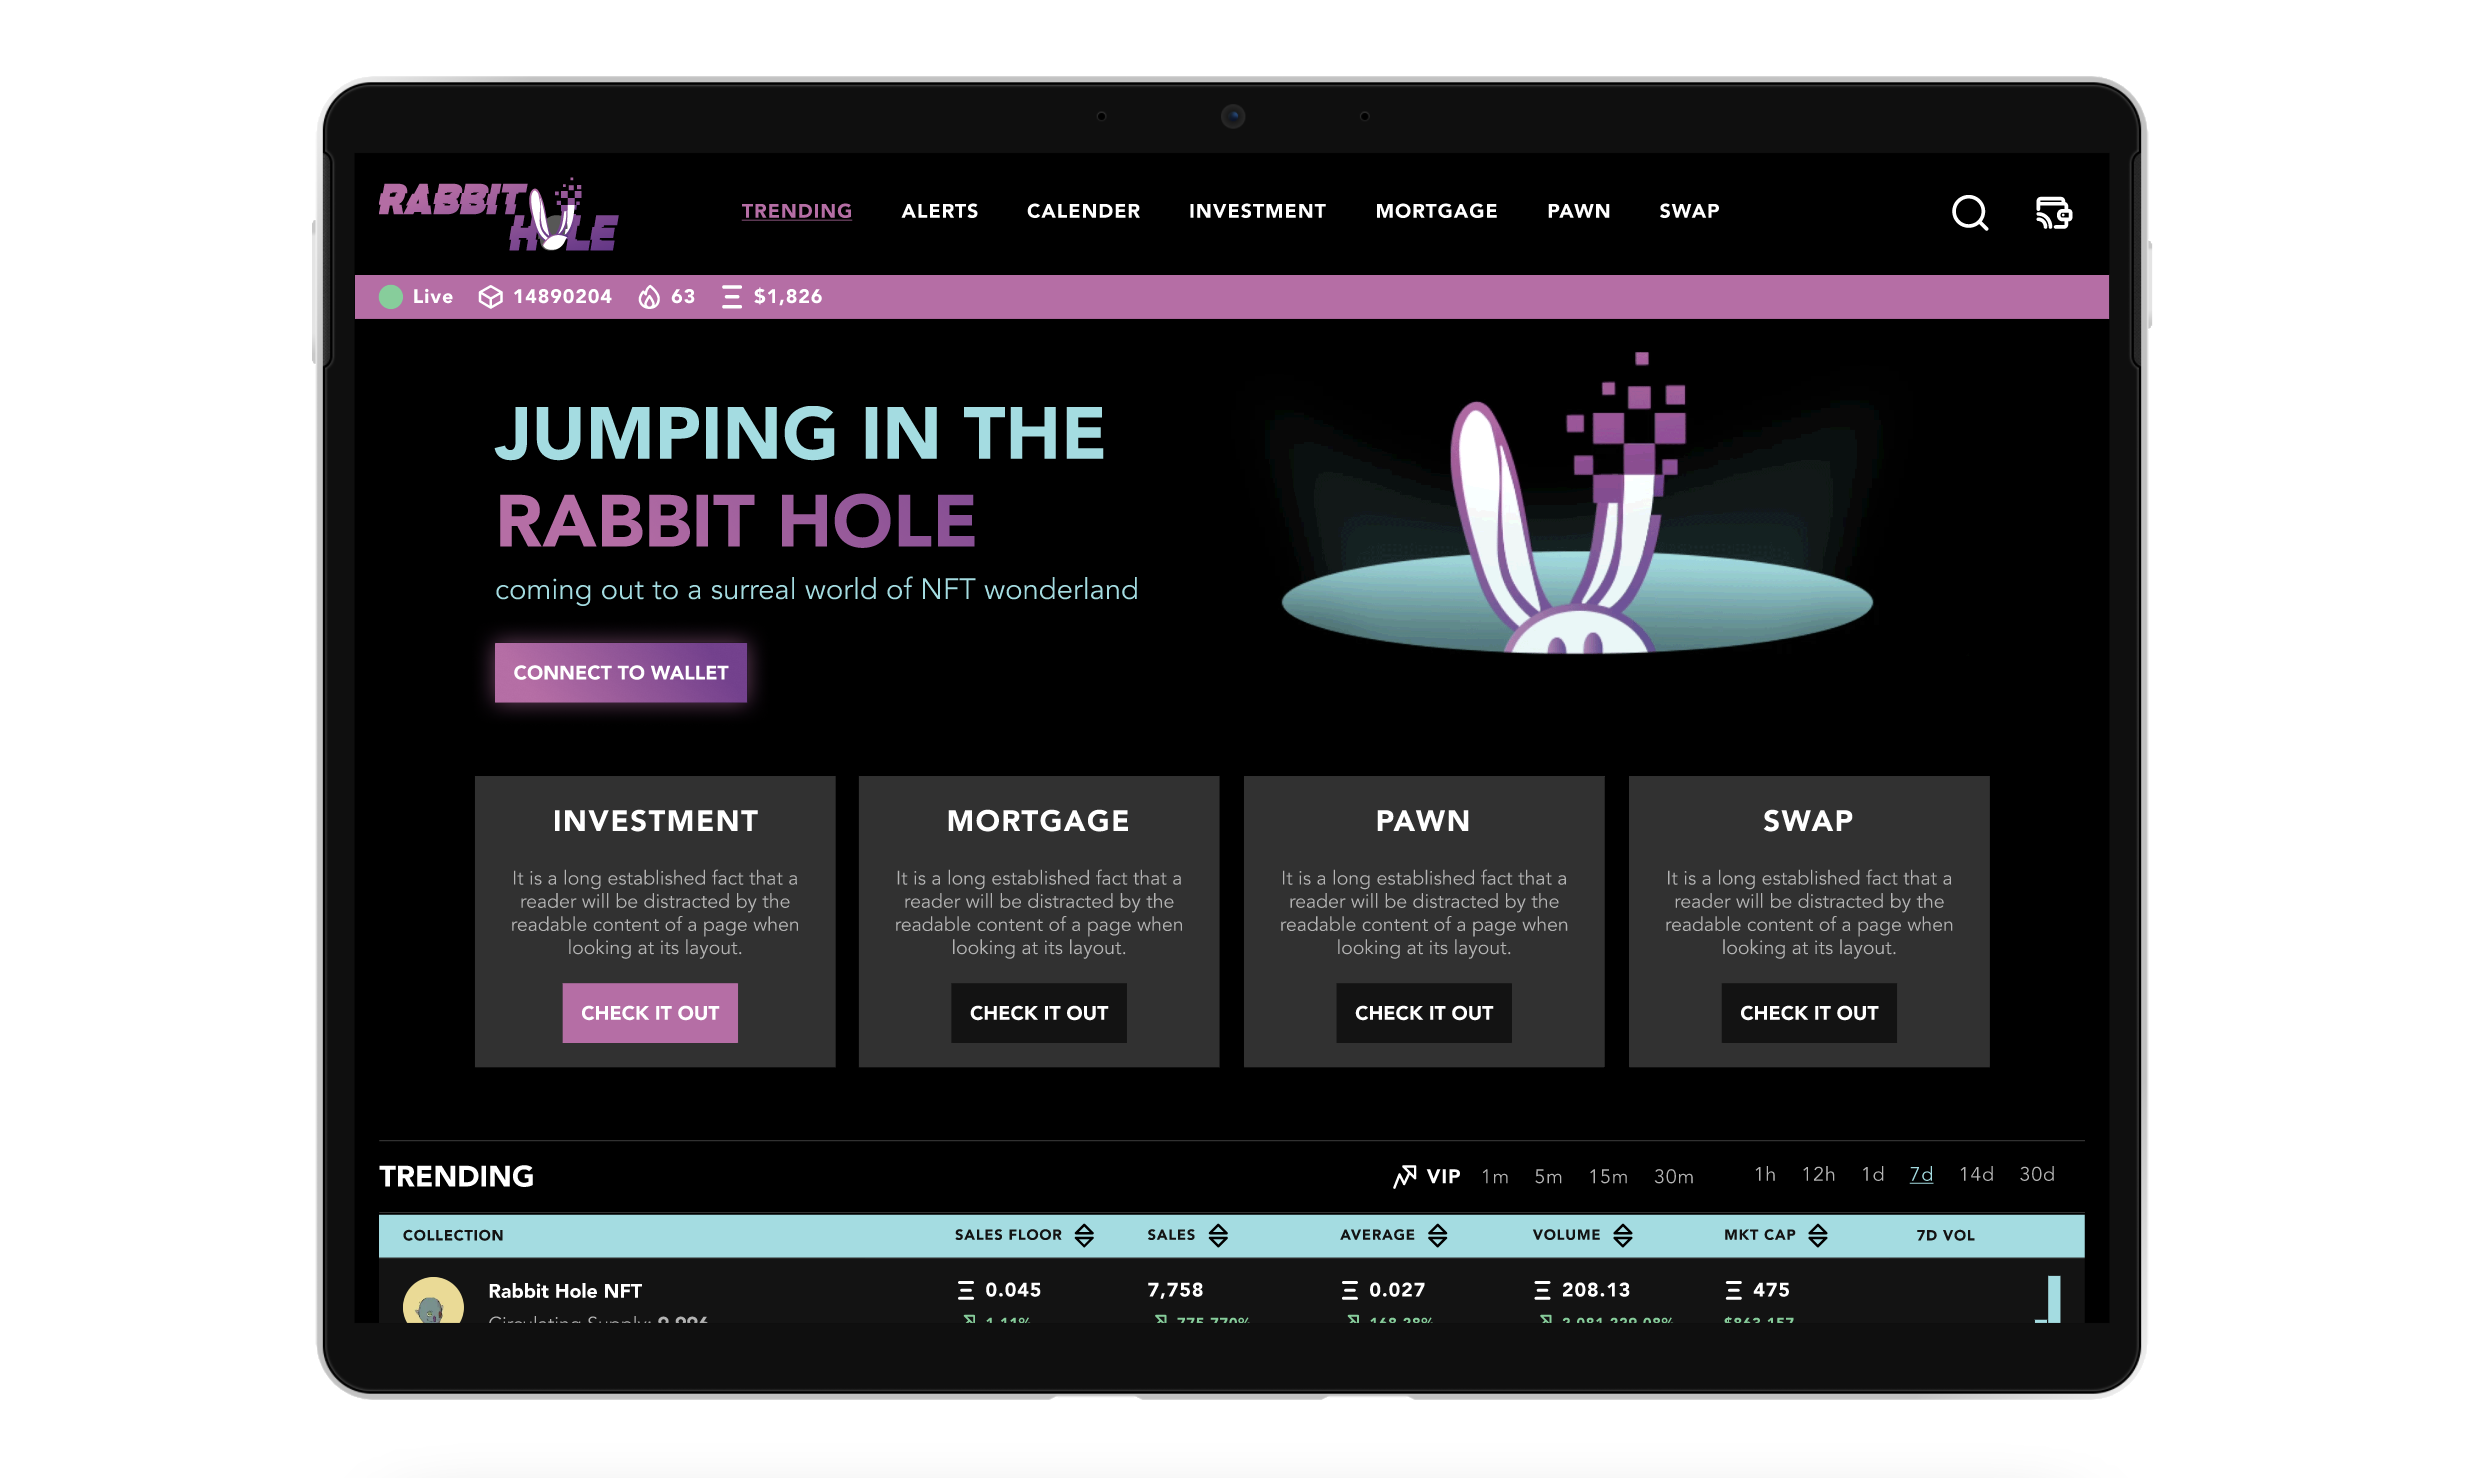 RABBIT
HOLE
TRENDING ALERTS CALENDER INVESTMENT MORTGAGE PAWN SWAP
Live 14890204 63 $1,826
JUMPING IN THE
RABBIT HOLE
coming out to a surreal world of NFT wonderland
CONNECT TO WALLET
INVESTMENT
It is a long established fact that a
reader will be distracted by the
readable content of a page when
looking at its layout.
CHECK IT OUT
MORTGAGE
It is a long established fact that a
reader will be distracted by the
readable content of a page when
looking at its layout.
CHECK IT OUT
PAWN
It is a long established fact that a
reader will be distracted by the
readable content of a page when
looking at its layout.
CHECK IT OUT
SWAP
It is a long established fact that a
reader will be distracted by the
readable content of a page when
looking at its layout.
CHECK IT OUT
TRENDING
VIP 1m 5m 15m 30m 1h 12h 1d 7d 14d 30d
COLLECTION SALES FLOOR SALES AVERAGE VOLUME MKT CAP 7D VOL
Rabbit Hole NFT 0.045 7,758 0.027 208.13 475
Circulating Supply: